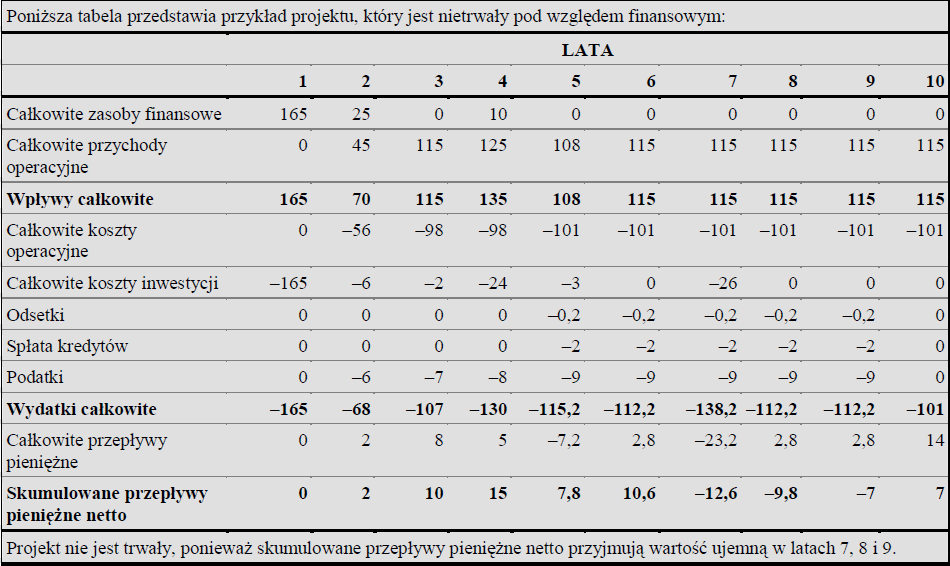 Poniższa tabela przedstawia przykład projektu, który jest nietrwały pod względem finansowym:
LATA
1 2 3 4 5 6 7 8 9 10
Całkowite zasoby finansowe 165 25 0 10 0 0 0 0 0 0
Całkowite przychody
operacyjne 0 45 115 125 108 115 115 115 115 115
Wpływy całkowite 165 70 115 135 108 115 115 115 115 115
Całkowite koszty
operacyjne 0 –56 –98 –98 –101 –101 –101 –101 –101 –101
Całkowite koszty inwestycji –165 –6 –2 –24 –3 0 –26 0 0 0
Odsetki 0 0 0 0 –0,2 –0,2 –0,2 –0,2 –0,2 0
Spłata kredytów 0 0 0 0 –2 –2 –2 –2 –2 0
Podatki 0 –6 –7 –8 –9 –9 –9 –9 –9 0
Wydatki całkowite –165 –68 –107 –130 –115,2 –112,2 –138,2 –112,2 –112,2 –101
Całkowite przepływy
pieniężne 0 2 8 5 –7,2 2,8 –23,2 2,8 2,8 14
Skumulowane przepływy
pieniężne netto 0 2 10 15 7,8 10,6 –12,6 –9,8 –7 7
Projekt nie jest trwały, ponieważ skumulowane przepływy pieniężne netto przyjmują wartość ujemną w latach 7, 8 i 9.